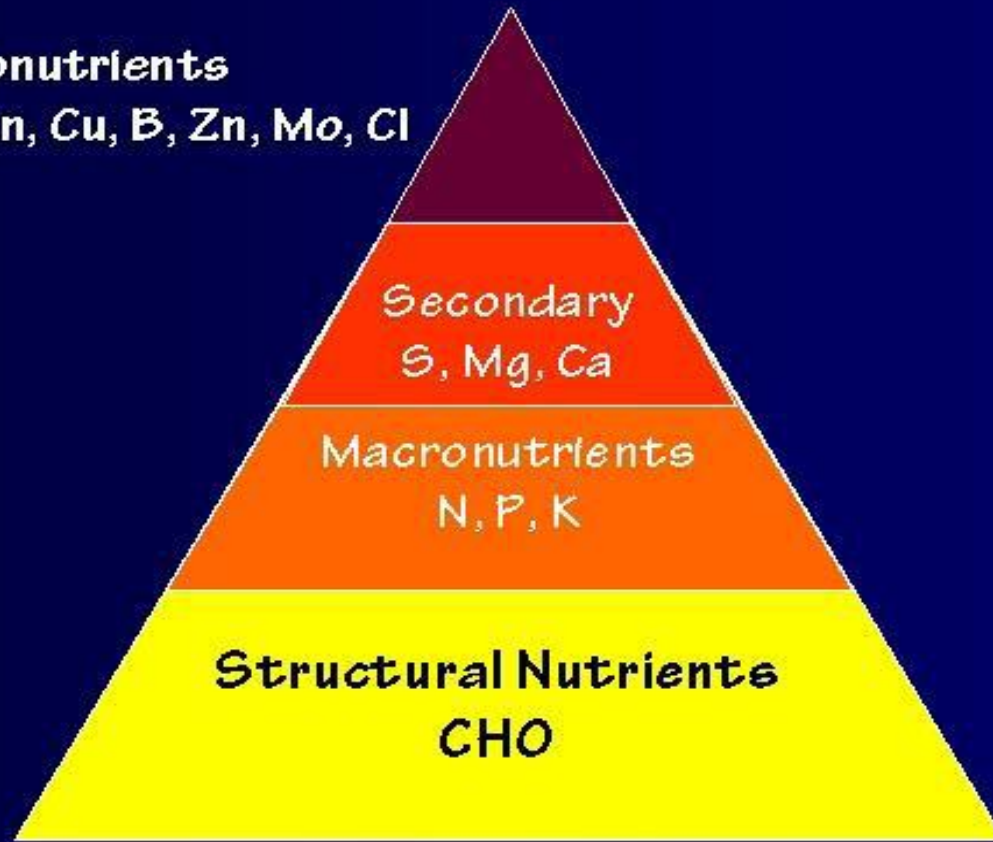 onutrients
n, Cu, B, Zn, Mo, Cl
Secondary
S, Mg, Ca
Macronutrients
N, P, K
Structural Nutrients
CHO